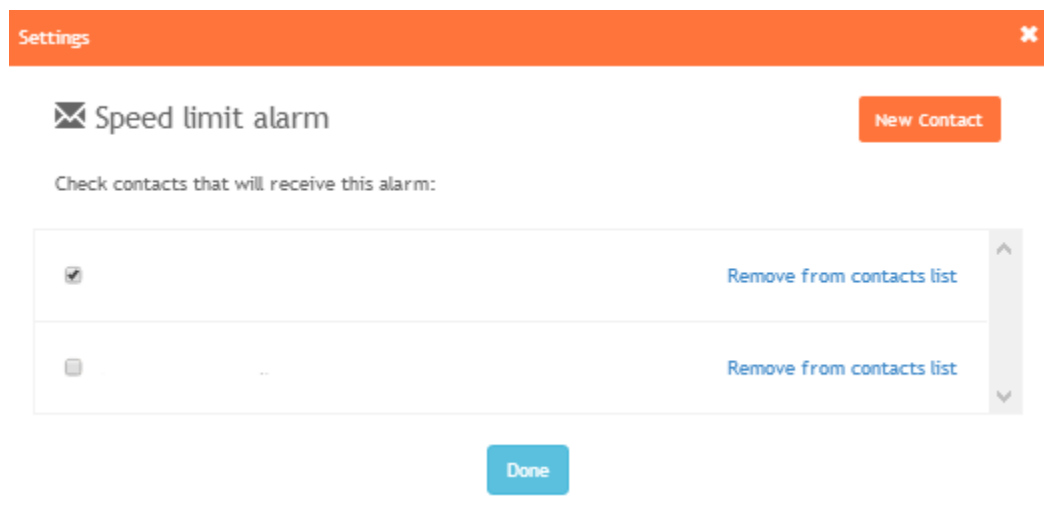 Settings
Speed limit alarm
New Contact
Check contacts that will receive this alarm:
Remove from contacts list
Remove from contacts list
Done